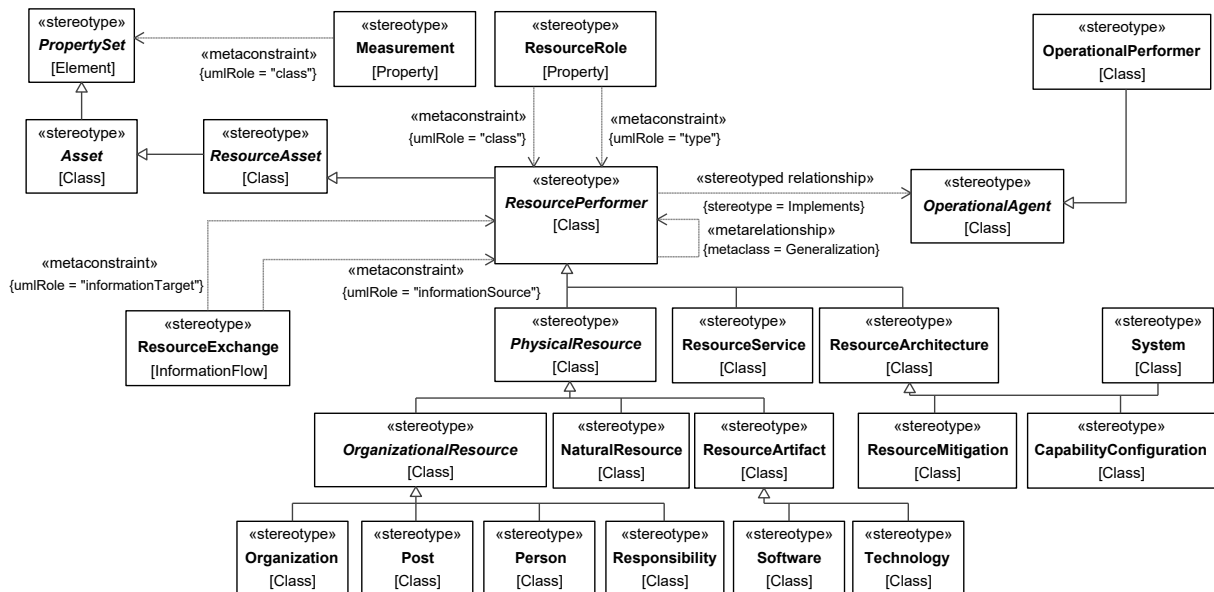 «stereotype»
PropertySet
[Element]
«metaconstraint»
{umlRole = "class"}
«stereotype»
Measurement
[Property]
«stereotype»
ResourceRole
[Property]
«stereotype»
OperationalPerformer
[Class]
«metaconstraint»
{umlRole = "class"}
«metaconstraint»
{umlRole = "type"}
«stereotype»
Asset
[Class]
«stereotype»
ResourceAsset
[Class]
«stereotype»
ResourcePerformer
[Class]
«stereotyped relationship»
{stereotype = Implements}
«metarelationship»
{metaclass = Generalization}
«stereotype»
OperationalAgent
[Class]
«metaconstraint»
{umlRole = "informationTarget"}
«metaconstraint»
{umlRole = "informationSource"}
«stereotype»
ResourceExchange
[InformationFlow]
«stereotype»
PhysicalResource
[Class]
«stereotype»
ResourceService
[Class]
«stereotype»
ResourceArchitecture
[Class]
«stereotype»
System
[Class]
«stereotype»
OrganizationalResource
[Class]
«stereotype»
NaturalResource
[Class]
«stereotype»
ResourceArtifact
[Class]
«stereotype»
ResourceMitigation
[Class]
«stereotype»
CapabilityConfiguration
[Class]
«stereotype»
Organization
[Class]
«stereotype»
Post
[Class]
«stereotype»
Person
[Class]
«stereotype»
Responsibility
[Class]
«stereotype»
Software
[Class]
«stereotype»
Technology
[Class]